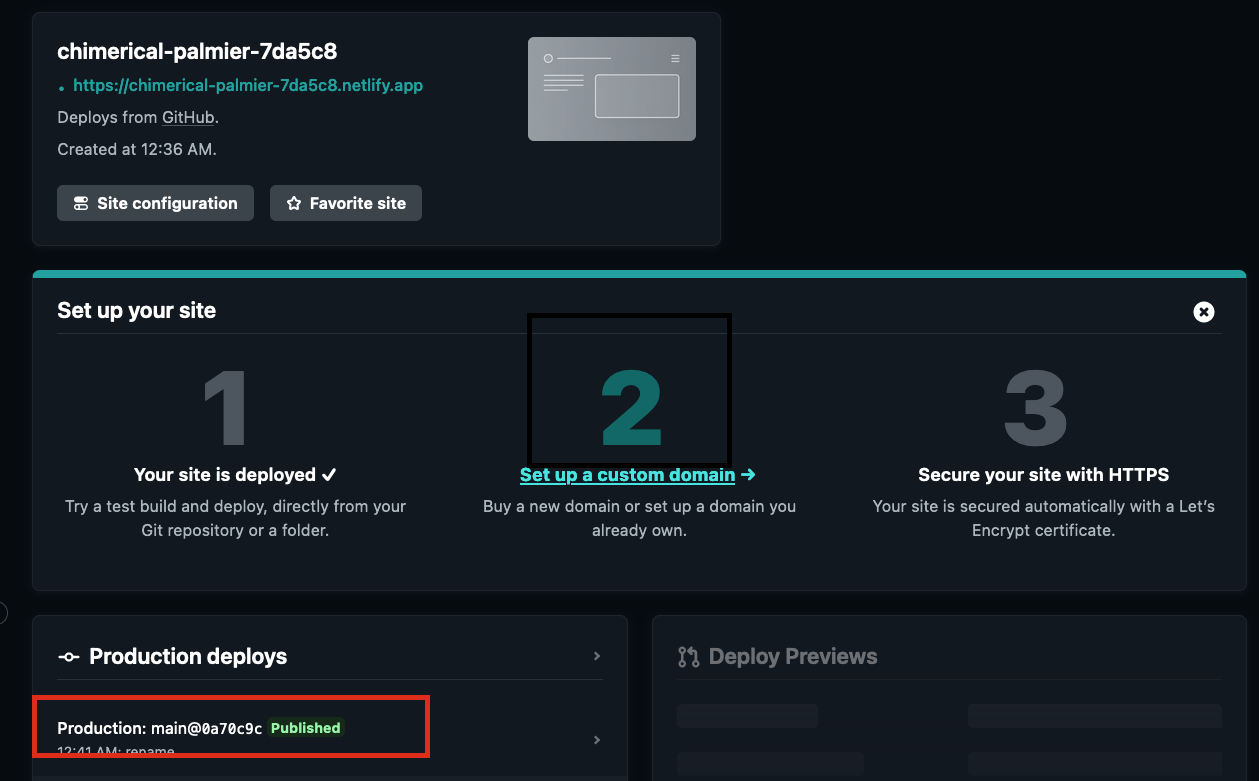 chimerical-palmier-7da5c8
https://chimerical-palmier-7da5c8.netlify.app
Deploys from GitHub.
Created at 12:36 AM.
Site configuration
Favorite site
Set up your site
1
Your site is deployed ✓
Try a test build and deploy, directly from your
Git repository or a folder.
2
Set up a custom domain →
Buy a new domain or set up a domain you
already own.
3
Secure your site with HTTPS
Your site is secured automatically with a Let’s
Encrypt certificate.
Production deploys
Production: main@0a70c9c Published
12:41 AM: rename
Deploy Previews